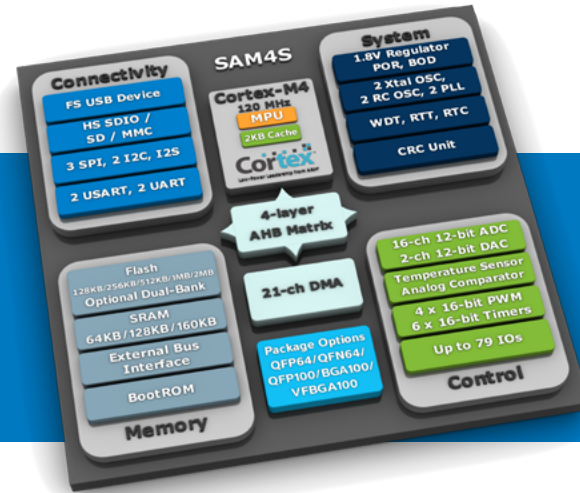 SAM4S
Connectivity
FS USB Device
HS SDIO /
SD / MMC
3 SPI, 2 I2C, I2S
2 USART, 2 UART
Cortex-M4
120 MHz
MPU
2KB Cache
Cortex
Low-Power Leadership from ARM
System
1.8V Regulator
POR, BOD
2 Xtal OSC,
2 RC OSC, 2 PLL
WDT, RTT, RTC
CRC Unit
4-layer
AHB Matrix
21-ch DMA
Package Options
QFP64/QFN64/
QFP100/BGA100/
VFBGA100
Flash
128KB/256KB/512KB/1MB/2MB
Optional Dual-Bank
SRAM
64KB/128KB/160KB
External Bus
Interface
BootROM
Memory
16-ch 12-bit ADC
2-ch 12-bit DAC
Temperature Sensor
Analog Comparator
4 x 16-bit PWM
6 x 16-bit Timers
Up to 79 IOs
Control